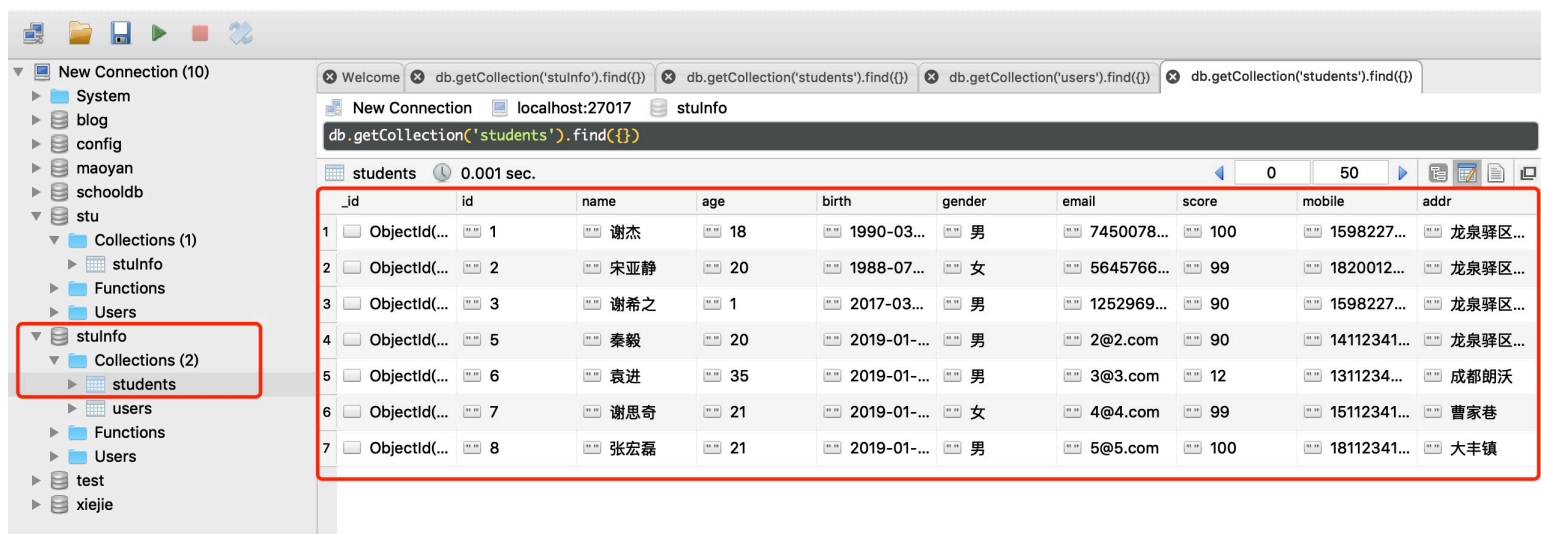 New Connection (10)
System
blog
config
maoyan
schooldb
stu
Collections (1)
stuInfo
Functions
Users
stuInfo
Collections (2)
students
users
Functions
Users
test
xiejie
Welcome db.getCollection('stuInfo').find({}) db.getCollection('students').find({}) db.getCollection('users').find({}) db.getCollection('students').find({})
New Connection localhost:27017 stuInfo
db.getCollection('students').find({})
students 0.001 sec. 0 50
_id id name age birth gender email score mobile addr
1 ObjectId(... "" 1 "" 谢杰 "" 18 "" 1990-03... "" 男 "" 7450078... "" 100 "" 1598227... "" 龙泉驿区...
2 ObjectId(... "" 2 "" 宋亚静 "" 20 "" 1988-07... "" 女 "" 5645766... "" 99 "" 1820012... "" 龙泉驿区...
3 ObjectId(... "" 3 "" 谢希之 "" 1 "" 2017-03... "" 男 "" 1252969... "" 90 "" 1598227... "" 龙泉驿区...
4 ObjectId(... "" 5 "" 秦毅 "" 20 "" 2019-01-... "" 男 "" 2@2.com "" 90 "" 14112341... "" 龙泉驿区...
5 ObjectId(... "" 6 "" 袁进 "" 35 "" 2019-01-... "" 男 "" 3@3.com "" 12 "" 1311234... "" 成都朗沃
6 ObjectId(... "" 7 "" 谢思奇 "" 21 "" 2019-01-... "" 女 "" 4@4.com "" 99 "" 15112341... "" 曹家巷
7 ObjectId(... "" 8 "" 张宏磊 "" 21 "" 2019-01-... "" 男 "" 5@5.com "" 100 "" 18112341... "" 大丰镇